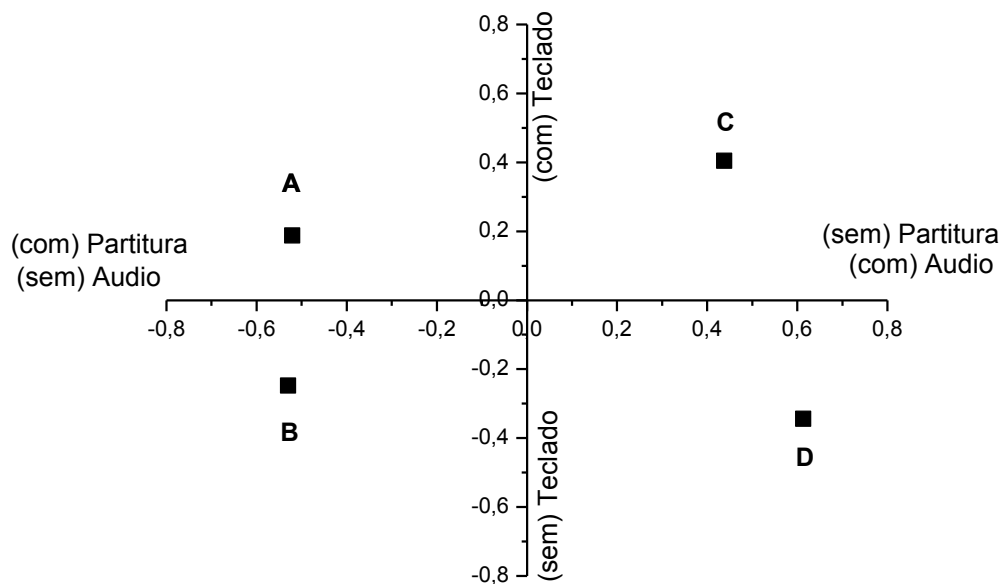 0,8
(com) Teclado
0,6
C
0,4
A
0,2
(com) Partitura
(sem) Audio
(sem) Partitura
(com) Audio
0,0
-0,8
-0,6
-0,4
-0,2
0,0
0,2
0,4
0,6
0,8
-0,2
B
-0,4
D
(sem) Teclado
-0,6
-0,8